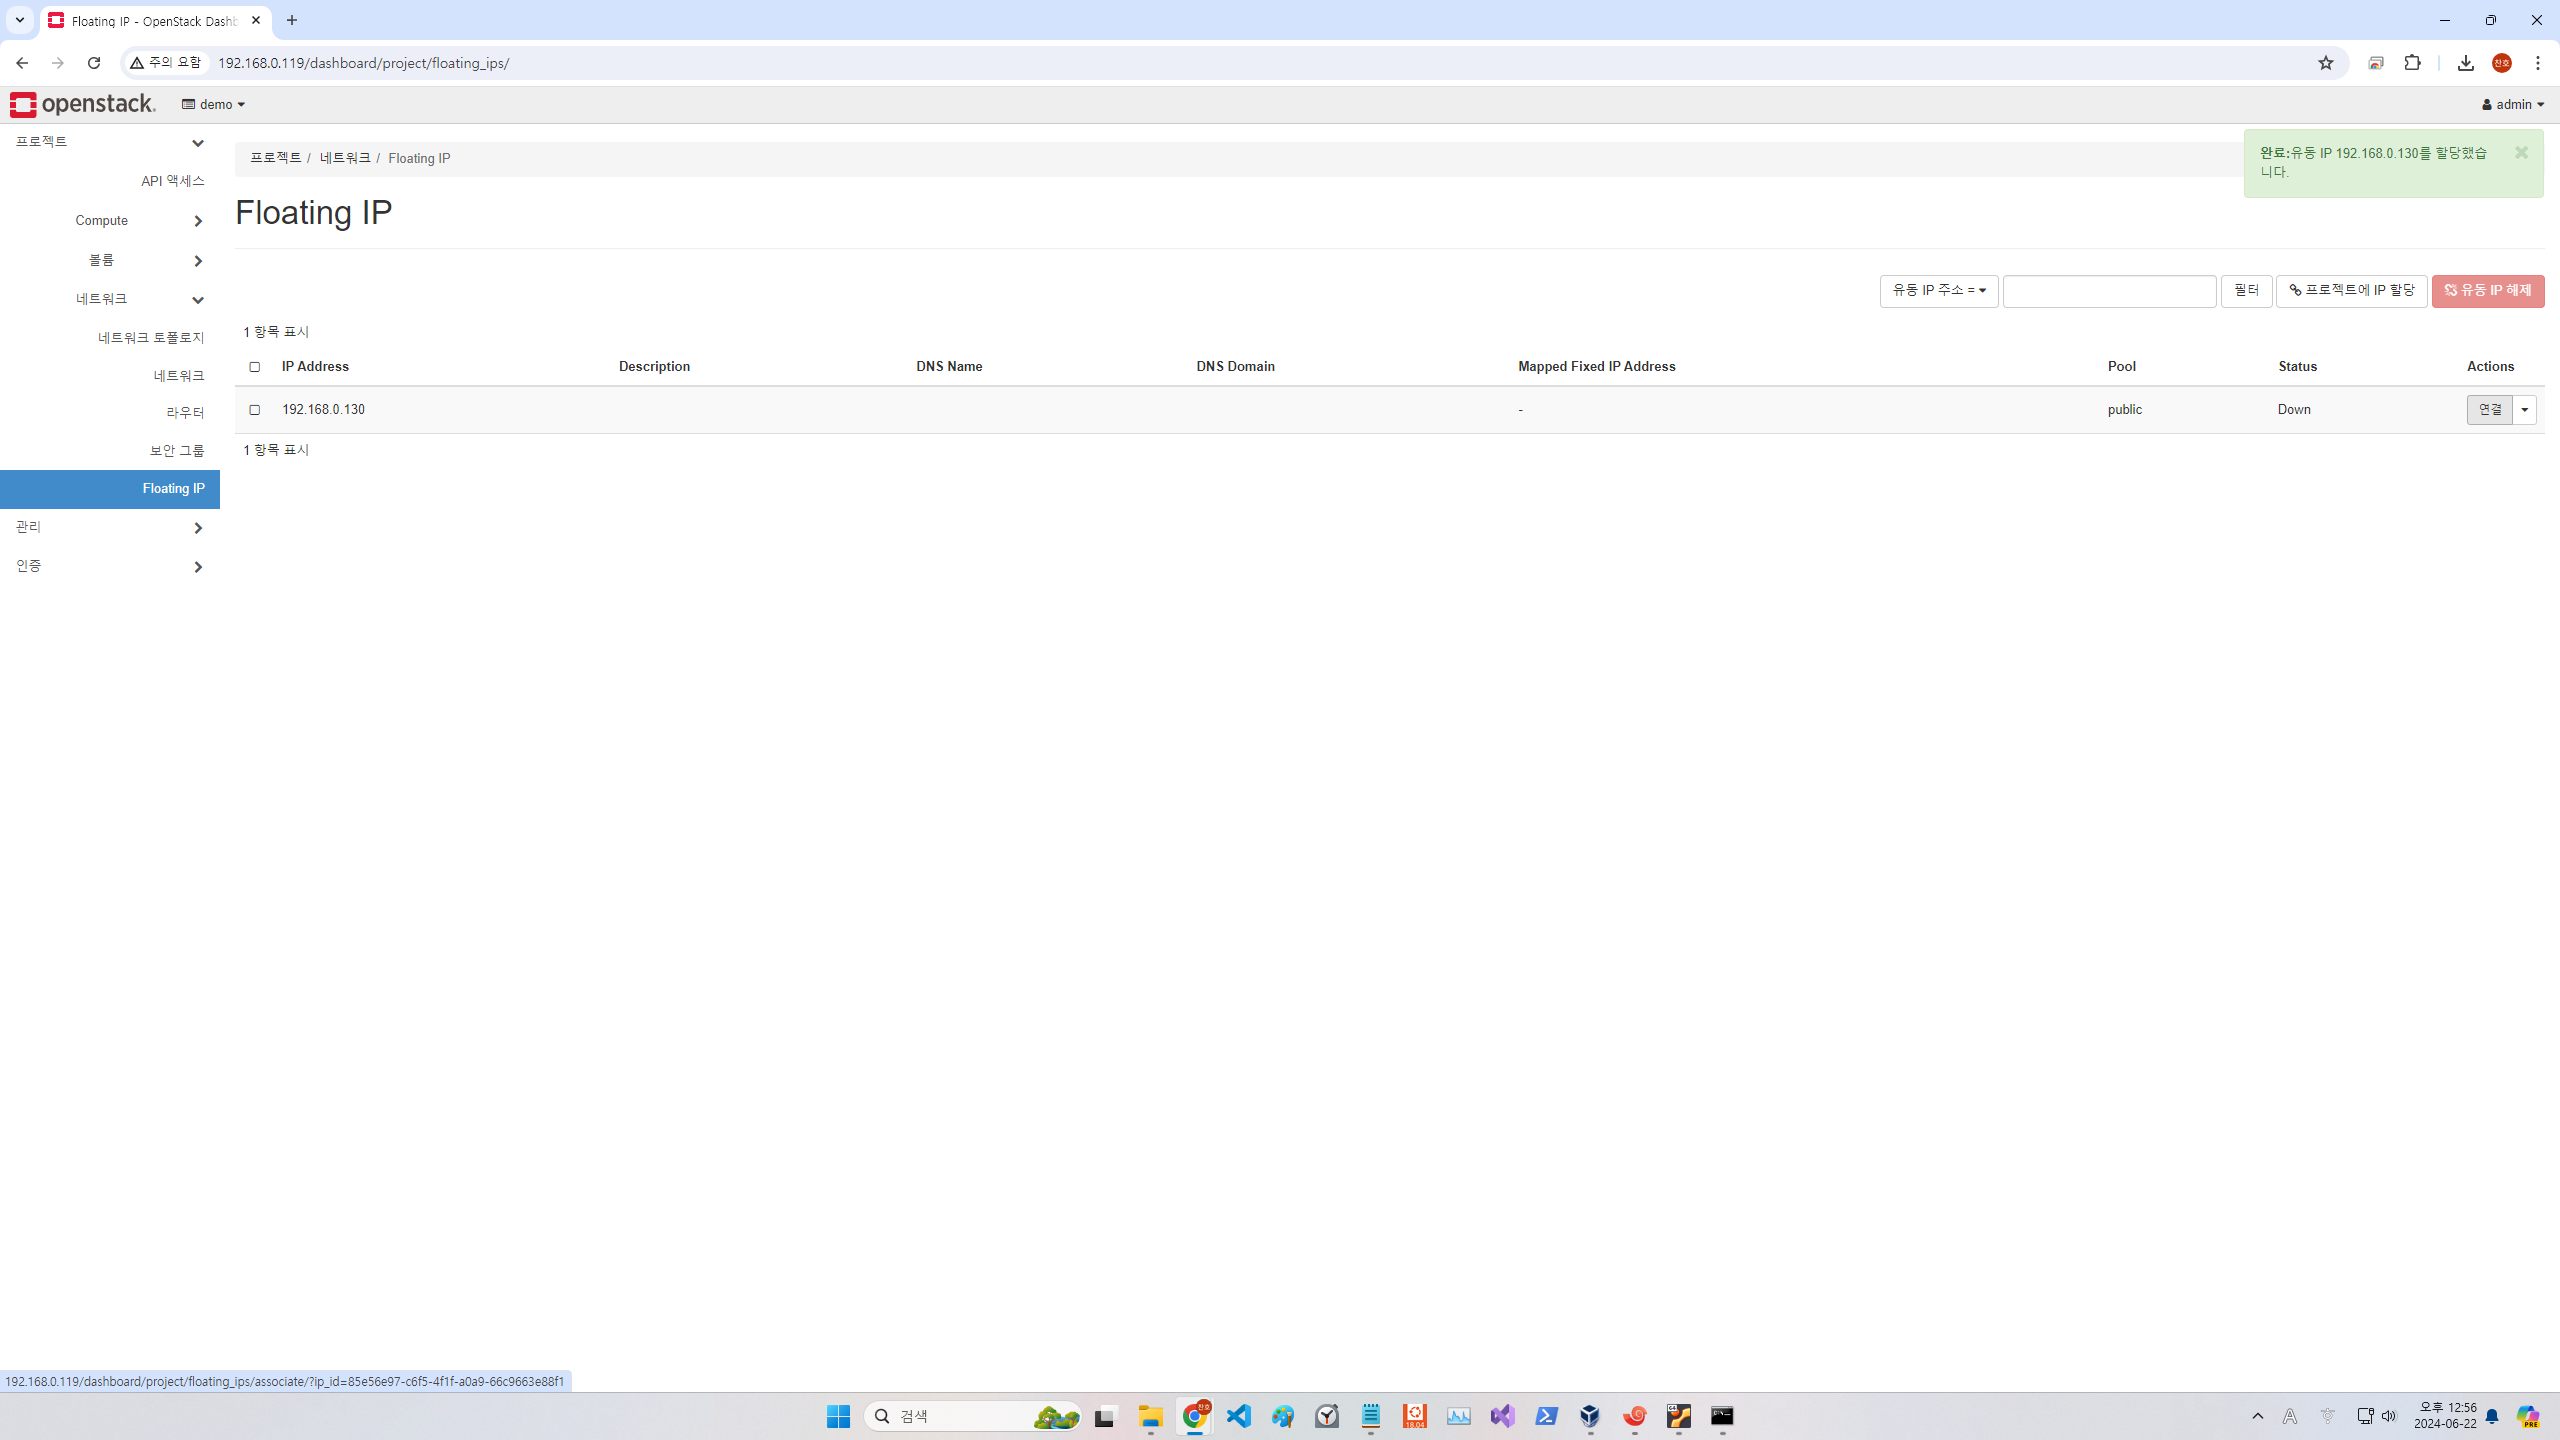 Floating IP - OpenStack Dashb
주의 요함
192.168.0.119/dashboard/project/floating_ips/
찬호
openstack.
demo
admin
프로젝트
API 액세스
Compute
볼륨
네트워크
네트워크 토폴로지
네트워크
라우터
보안 그룹
Floating IP
관리
인증
프로젝트 / 네트워크 / Floating IP
완료:유동 IP 192.168.0.130를 할당했습
니다.
Floating IP
유동 IP 주소 =
필터
프로젝트에 IP 할당
유동 IP 해제
1 항목 표시
IP Address Description DNS Name DNS Domain Mapped Fixed IP Address Pool Status Actions
192.168.0.130 - public Down 연결
1 항목 표시
192.168.0.119/dashboard/project/floating_ips/associate/?ip_id=85e56e97-c6f5-4f1f-a0a9-66c9663e88f1
검색
찬호
18.04
A
오후 12:56
2024-06-22
PRE